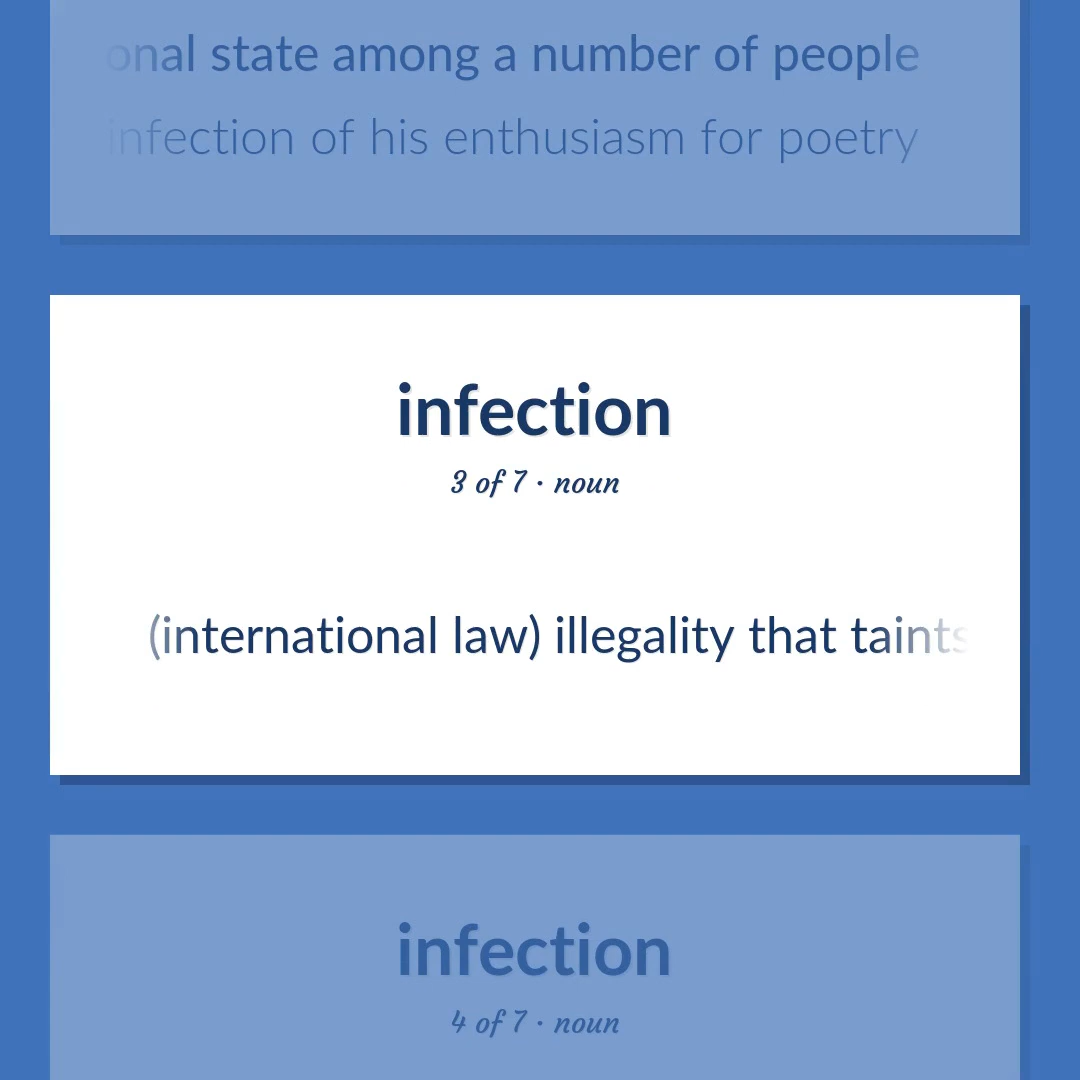 onal state among a number of people
infection of his enthusiasm for poetry
infection
3 of 7 · noun
(international law) illegality that taints
infection
4 of 7 · noun